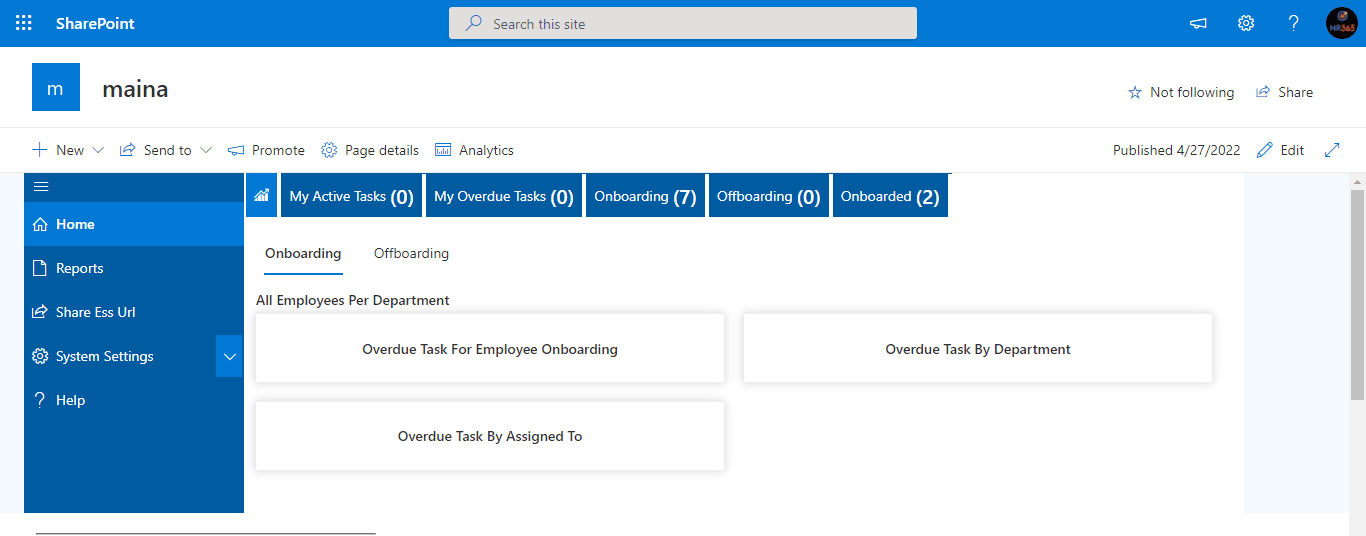 SharePoint
Search this site
HR365
m
maina
Not following
Share
New
Send to
Promote
Page details
Analytics
Published 4/27/2022
Edit
Home
Reports
Share Ess Url
System Settings
Help
My Active Tasks (0)
My Overdue Tasks (0)
Onboarding (7)
Offboarding (0)
Onboarded (2)
Onboarding
Offboarding
All Employees Per Department
Overdue Task For Employee Onboarding
Overdue Task By Department
Overdue Task By Assigned To